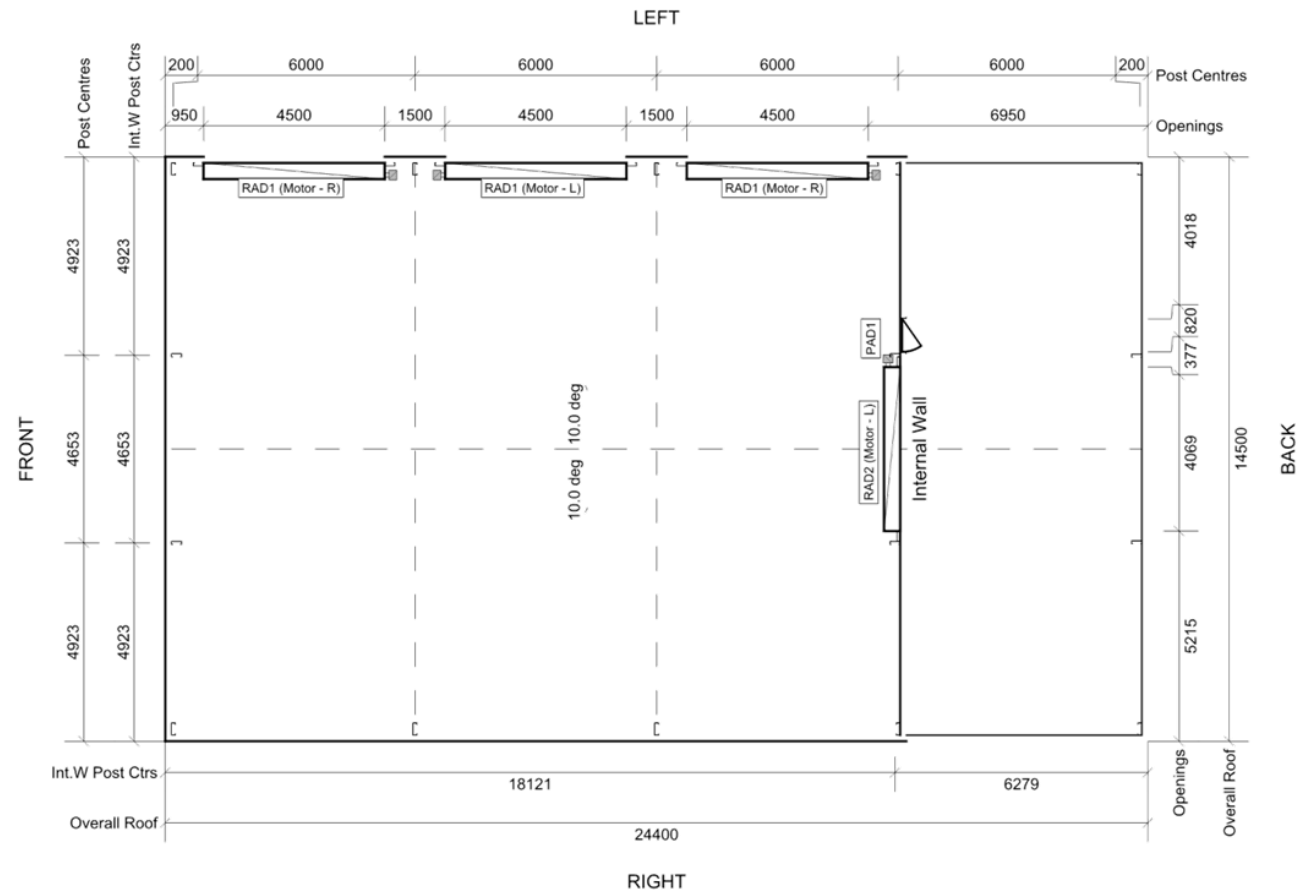 LEFT
200 6000 6000 6000 6000 200 Post Centres
950 4500 1500 4500 1500 4500 6950 Openings
Post Centres
Int.W Post Ctrs
RAD1 (Motor - R)
RAD1 (Motor - L)
RAD1 (Motor - R)
4923
4923
4018
820
377
PAD1
FRONT
4653
4653
10.0 deg
10.0 deg
RAD2 (Motor - L)
Internal Wall
4069
14500
BACK
4923
4923
5215
Int.W Post Ctrs
18121 6279
Openings
Overall Roof
Overall Roof
24400
RIGHT